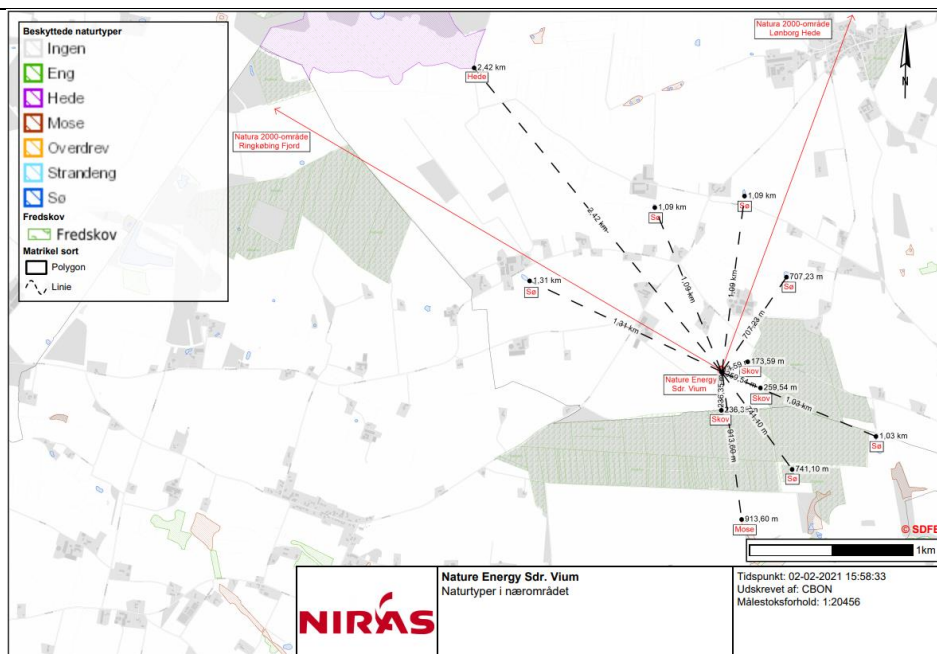 Beskyttede naturtyper
Ingen
Eng
Hede
Mose
Overdrev
Strandeng
Sø
Fredskov
Fredskov
Matrikel sort
Polygon
Linie
Natura 2000-område
Lønborg Hede
N
2,42 km
Hede
Natura 2000-område
Ringkøbing Fjord
2,42 km
1,09 km
Sø
1,09 km
1,09 km
Sø
1,09 km
707,23 m
Sø
707,23 m
1,31 km
Sø
1,31 km
173,59 m
Skov
Nature Energy
Sdr. Vium
259,54 m
259,54 m
Skov
1,03 km
1,03 km
Sø
236,35 m
Skov
741,10 m
Sø
913,60 m
913,60 m
Mose
© SDFE
1km
NIRAS
Nature Energy Sdr. Vium
Naturtyper i nærområdet
Tidspunkt: 02-02-2021 15:58:33
Udskrevet af: CBON
Målestoksforhold: 1:20456